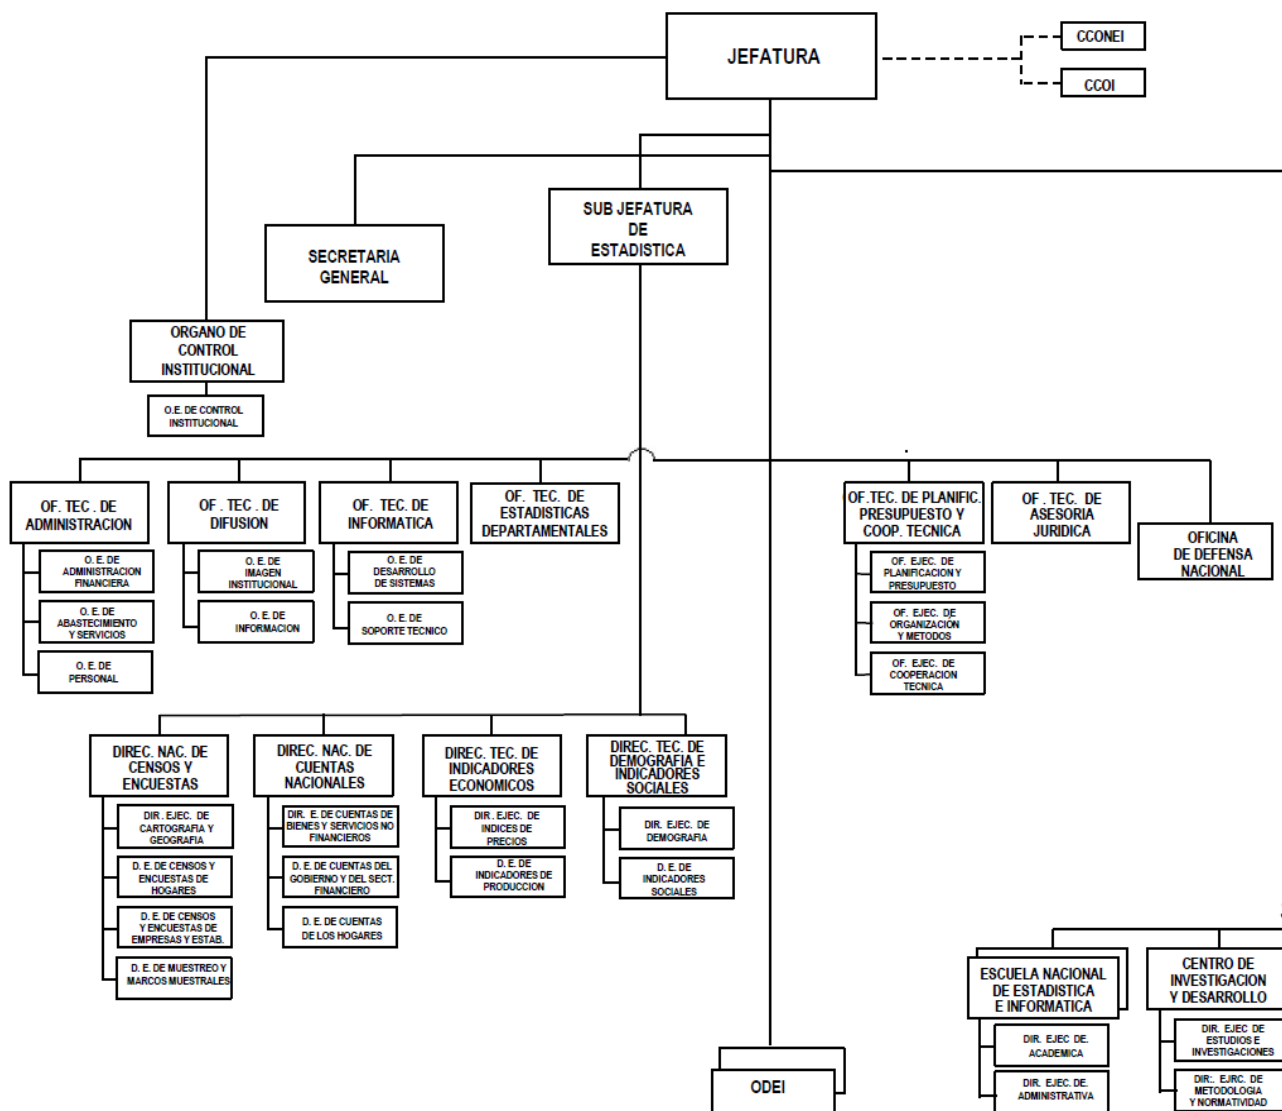 JEFATURA
CCONEI
CCOI
SUB JEFATURA
DE
ESTADISTICA
SECRETARIA
GENERAL
ORGANO DE
CONTROL
INSTITUCIONAL
O.E. DE CONTROL
INSTITUCIONAL
OF. TEC . DE
ADMINISTRACION
O. E. DE
ADMINISTRACION
FINANCIERA
O. E. DE
ABASTECIMIENTO
Y SERVICIOS
O. E. DE
PERSONAL
OF . TEC . DE
DIFUSION
O. E. DE
IMAGEN
INSTITUCIONAL
O. E. DE
INFORMACION
OF. TEC. DE
INFORMATICA
O. E. DE
DESARROLLO
DE SISTEMAS
O. E. DE
SOPORTE TECNICO
OF. TEC. DE
ESTADISTICAS
DEPARTAMENTALES
OF.TEC. DE PLANIFIC.
PRESUPUESTO Y
COOP. TECNICA
OF. EJEC. DE
PLANIFICACION Y
PRESUPUESTO
OF. EJEC. DE
ORGANIZACIÓN
Y METODOS
OF. EJEC. DE
COOPERACION
TECNICA
OF . TEC. DE
ASESORIA
JURIDICA
OFICINA
DE DEFENSA
NACIONAL
DIREC. NAC. DE
CENSOS Y
ENCUESTAS
DIR . EJEC. DE
CARTOGRAFIA Y
GEOGRAFIA
D. E. DE CENSOS Y
ENCUESTAS DE
HOGARES
D. E. DE CENSOS
Y ENCUESTAS DE
EMPRESAS Y ESTAB.
D. E. DE MUESTREO Y
MARCOS MUESTRALES
DIREC. NAC. DE
CUENTAS
NACIONALES
DIR. E. DE CUENTAS DE
BIENES Y SERVICIOS NO
FINANCIEROS
D. E. DE CUENTAS DEL
GOBIERNO Y DEL SECT.
FINANCIERO
D. E. DE CUENTAS
DE LOS HOGARES
DIREC. TEC. DE
INDICADORES
ECONOMICOS
DIR. EJEC. DE
INDICES DE
PRECIOS
D. E. DE
INDICADORES DE
PRODUCCION
DIREC. TEC. DE
DEMOGRAFIA E
INDICADORES
SOCIALES
DIR. EJEC. DE
DEMOGRAFIA
D. E. DE
INDICADORES
SOCIALES
ESCUELA NACIONAL
DE ESTADISTICA
E INFORMATICA
DIR. EJEC DE.
ACADEMICA
DIR. EJEC. DE.
ADMINISTRATIVA
CENTRO DE
INVESTIGACION
Y DESARROLLO
DIR. EJEC DE
ESTUDIOS E
INVESTIGACIONES
DIR:. EJRC. DE
METODOLOGIA
Y NORMATIVIDAD
ODEI